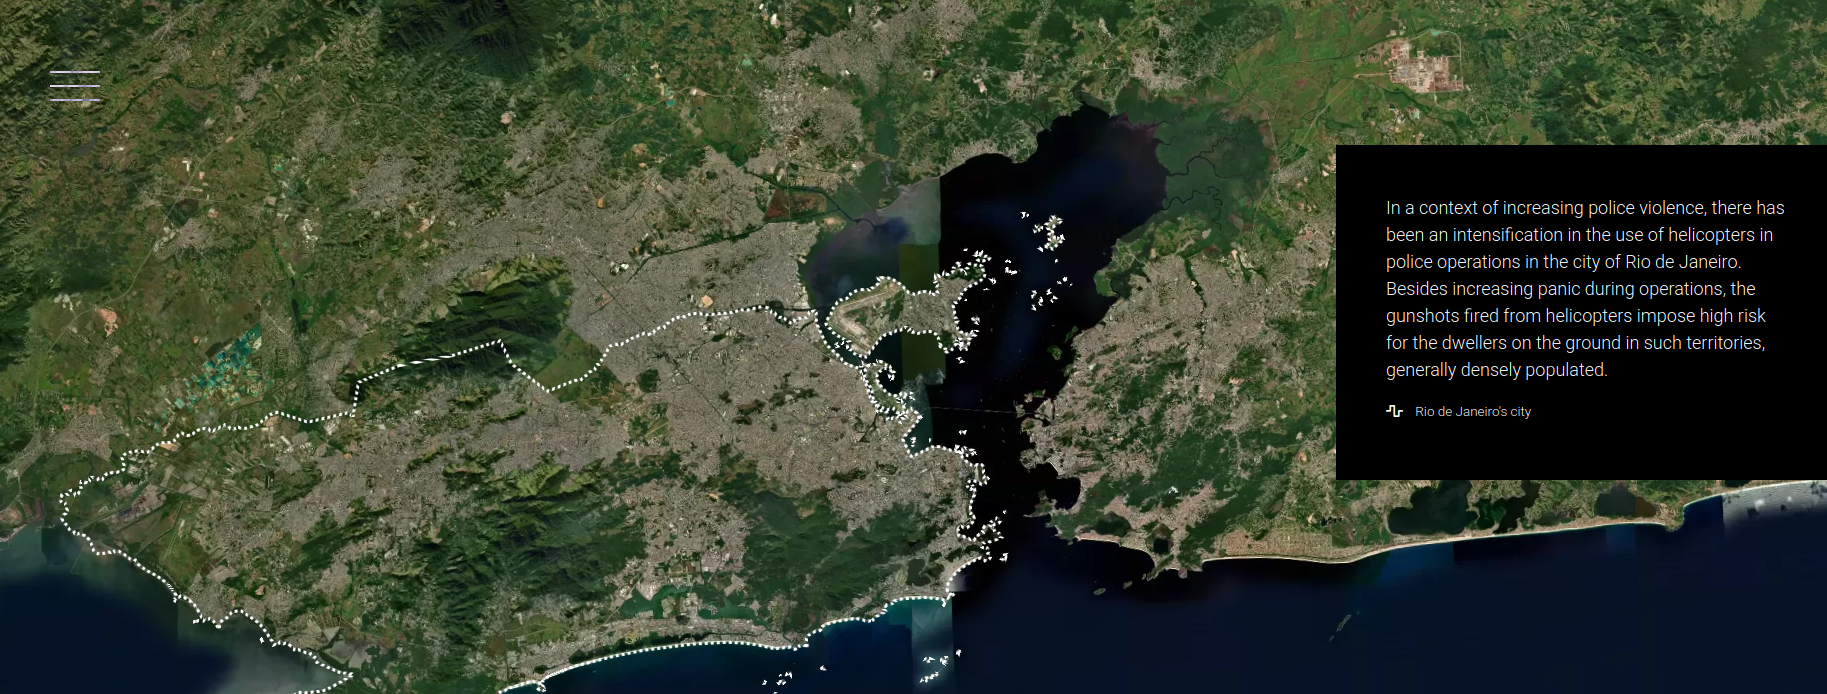 In a context of increasing police violence, there has
been an intensification in the use of helicopters in
police operations in the city of Rio de Janeiro.
Besides increasing panic during operations, the
gunshots fired from helicopters impose high risk
for the dwellers on the ground in such territories,
generally densely populated.
Rio de Janeiro's city